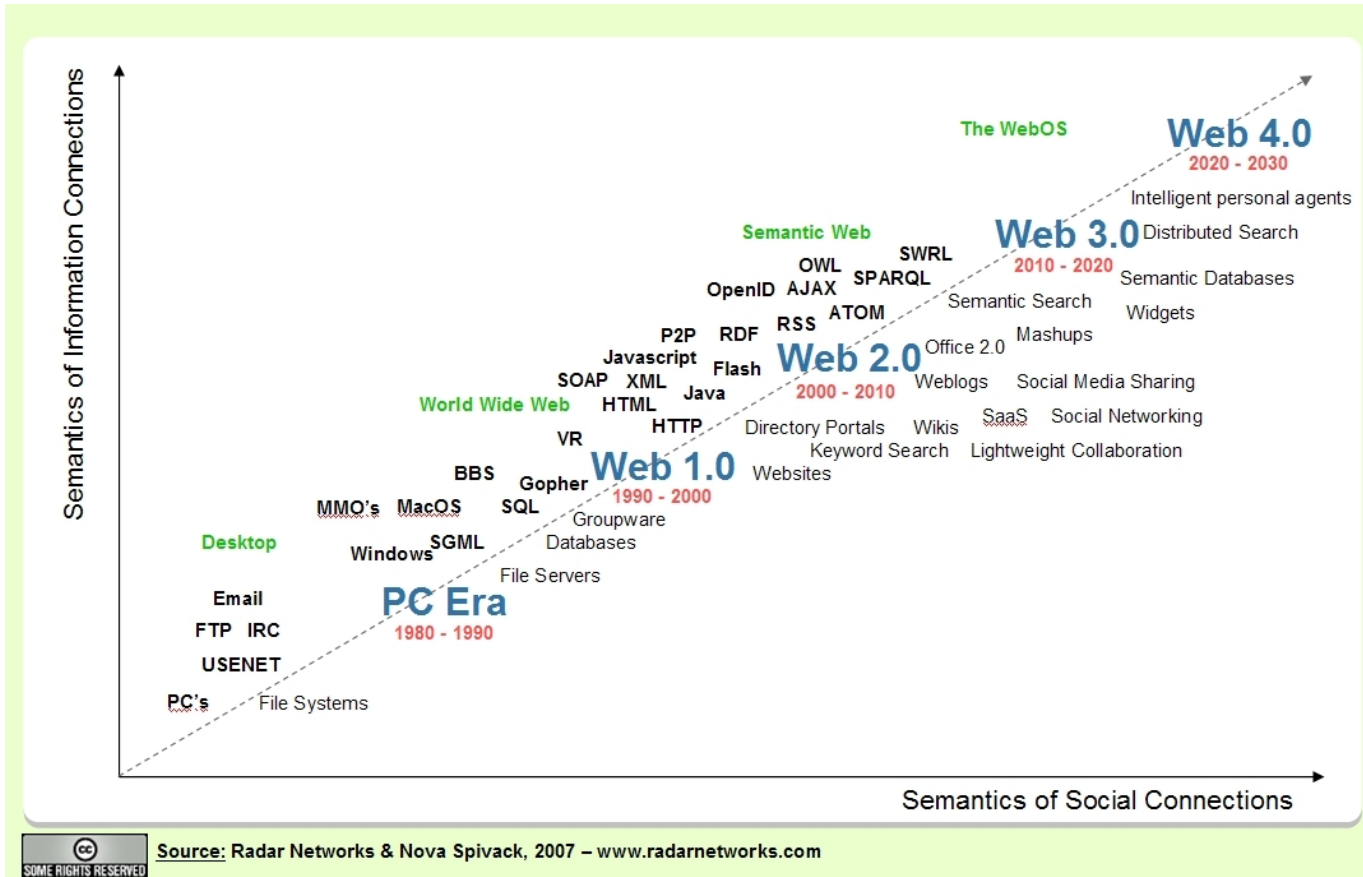 Semantics of Information Connections
The WebOS
Web 4.0
2020 - 2030
Intelligent personal agents
Semantic Web
Web 3.0
Distributed Search
2010 - 2020
SWRL
OWL
SPARQL
Semantic Databases
OpenID
AJAX
Semantic Search
Widgets
ATOM
RSS
P2P
RDF
Mashups
Office 2.0
Javascript
Web 2.0
Flash
2000 - 2010
Weblogs
Social Media Sharing
SOAP
XML
Java
World Wide Web
HTML
SaaS
Social Networking
HTTP
Directory Portals
Wikis
VR
Keyword Search
Lightweight Collaboration
Web 1.0
Websites
1990 - 2000
BBS
Gopher
MMO's
MacOS
SQL
Groupware
Desktop
Windows
SGML
Databases
File Servers
Email
PC Era
1980 - 1990
FTP
IRC
USENET
PC's
File Systems
Semantics of Social Connections
cc
SOME RIGHTS RESERVED
Source: Radar Networks & Nova Spivack, 2007 – www.radarnetworks.com